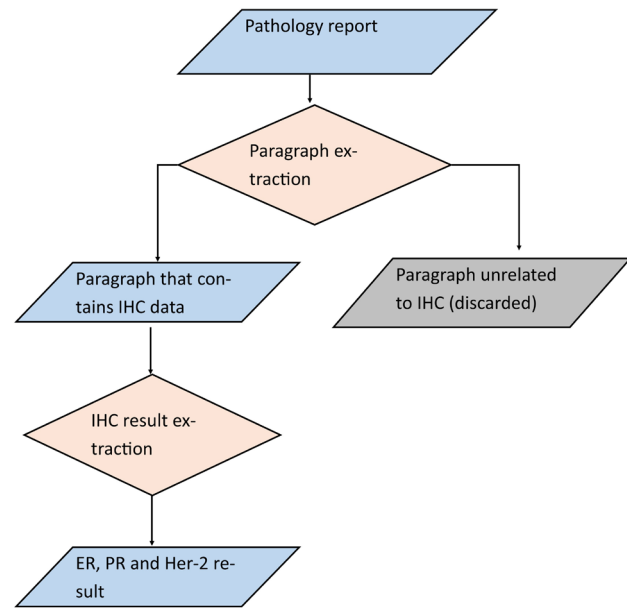 Pathology report
Paragraph ex-
traction
Paragraph that con-
tains IHC data
Paragraph unrelated
to IHC (discarded)
IHC result ex-
traction
ER, PR and Her-2 re-
sult